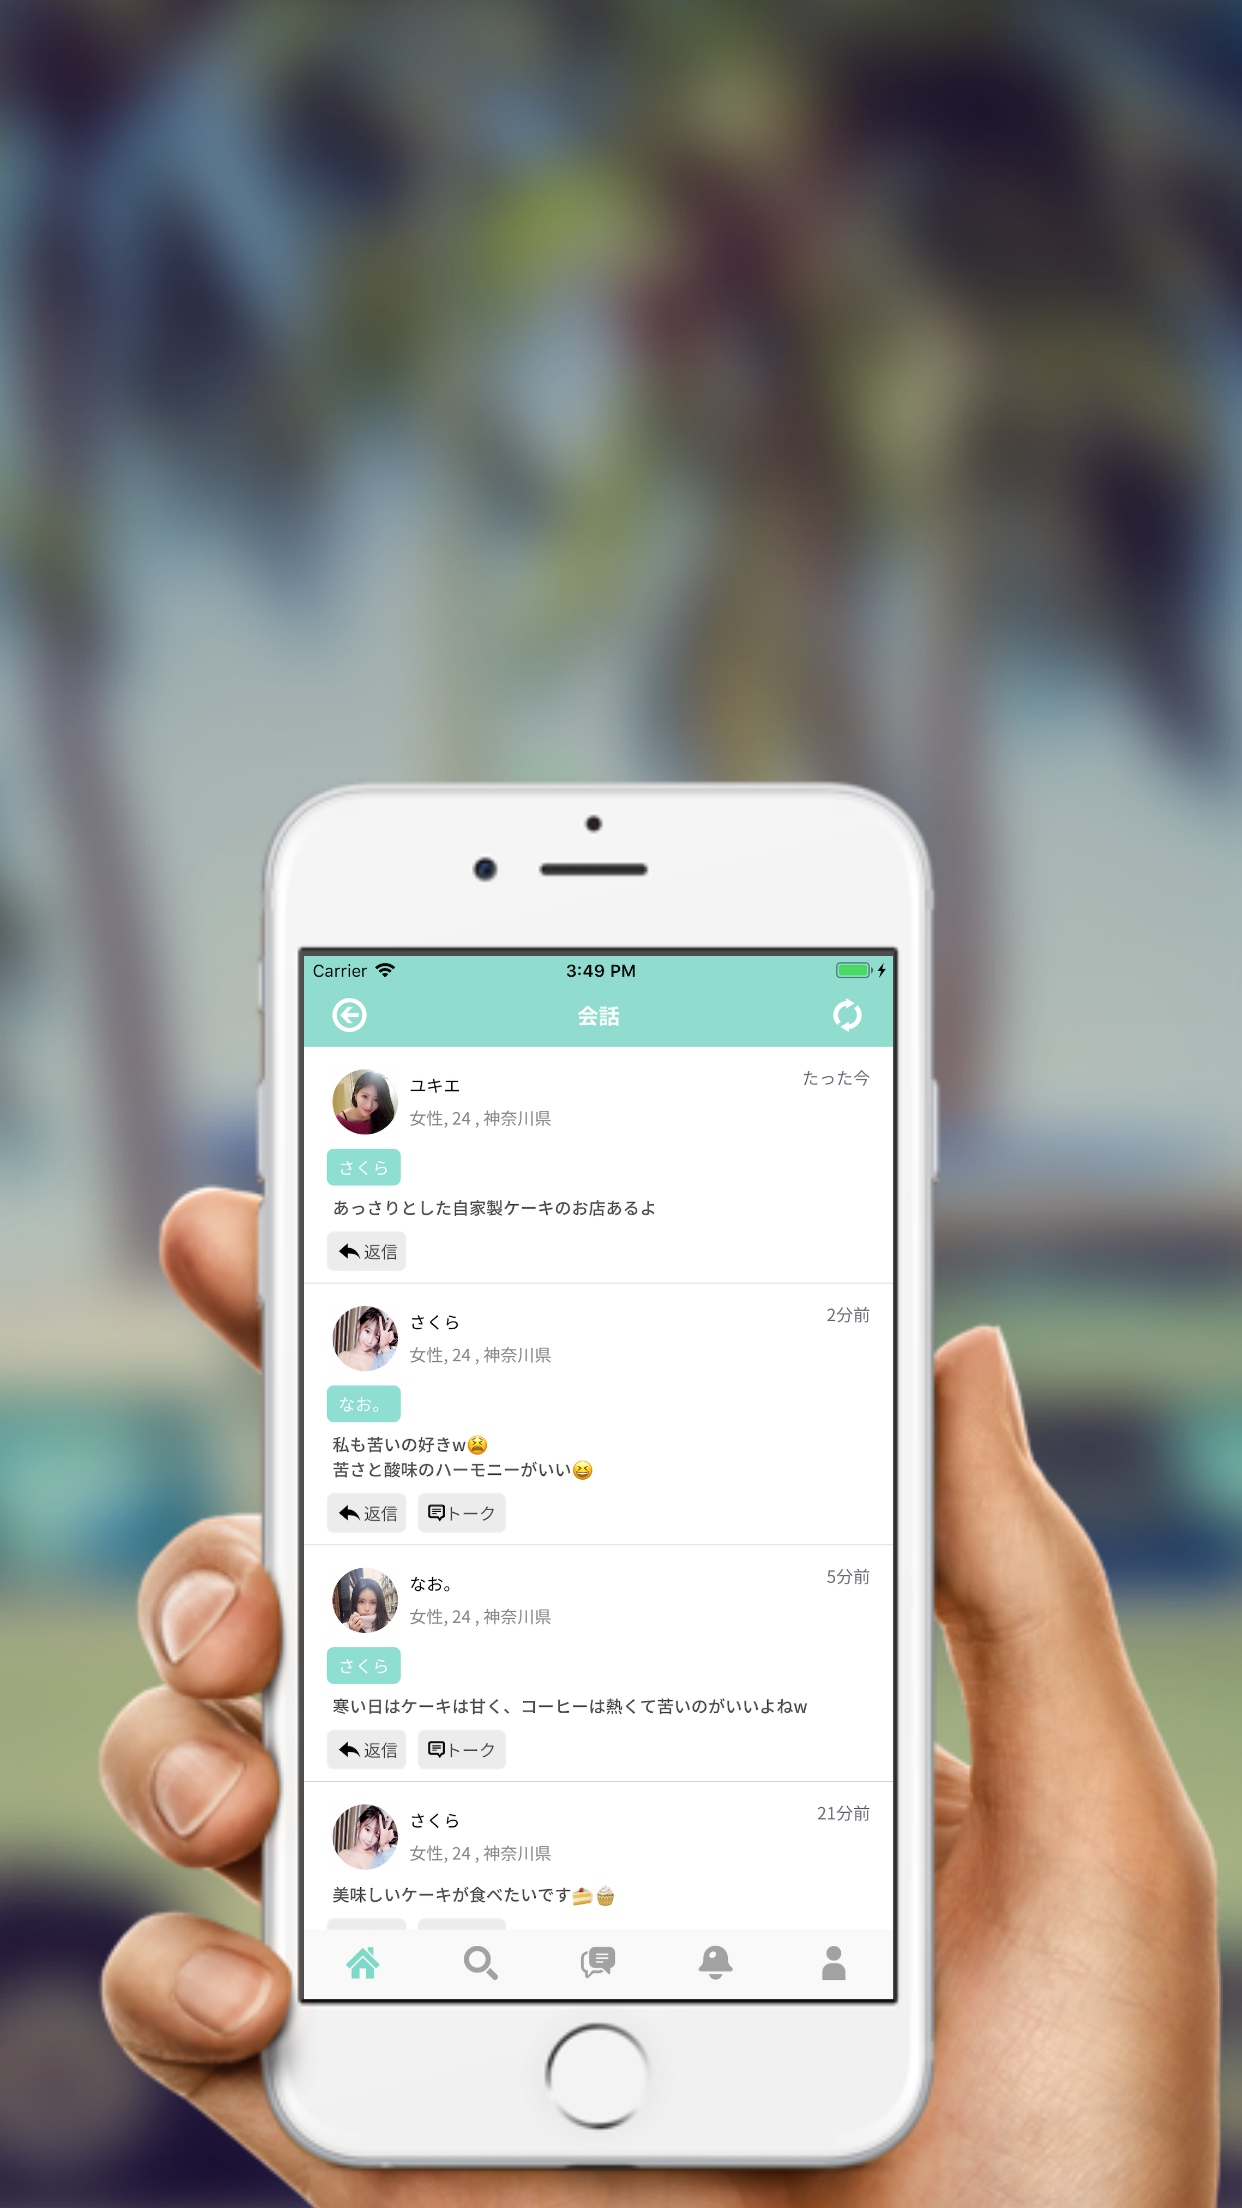 Carrier 3:49 PM
会話
ユキエ たった今
女性, 24 , 神奈川県
さくら
あっさりとした自家製ケーキのお店あるよ
返信
さくら 2分前
女性, 24 , 神奈川県
なお。
私も苦いの好きw😫
苦さと酸味のハーモニーがいい😆
返信 トーク
なお。 5分前
女性, 24 , 神奈川県
さくら
寒い日はケーキは甘く、コーヒーは熱くて苦いのがいいよねw
返信 トーク
さくら 21分前
女性, 24 , 神奈川県
美味しいケーキが食べたいです🍰🧁